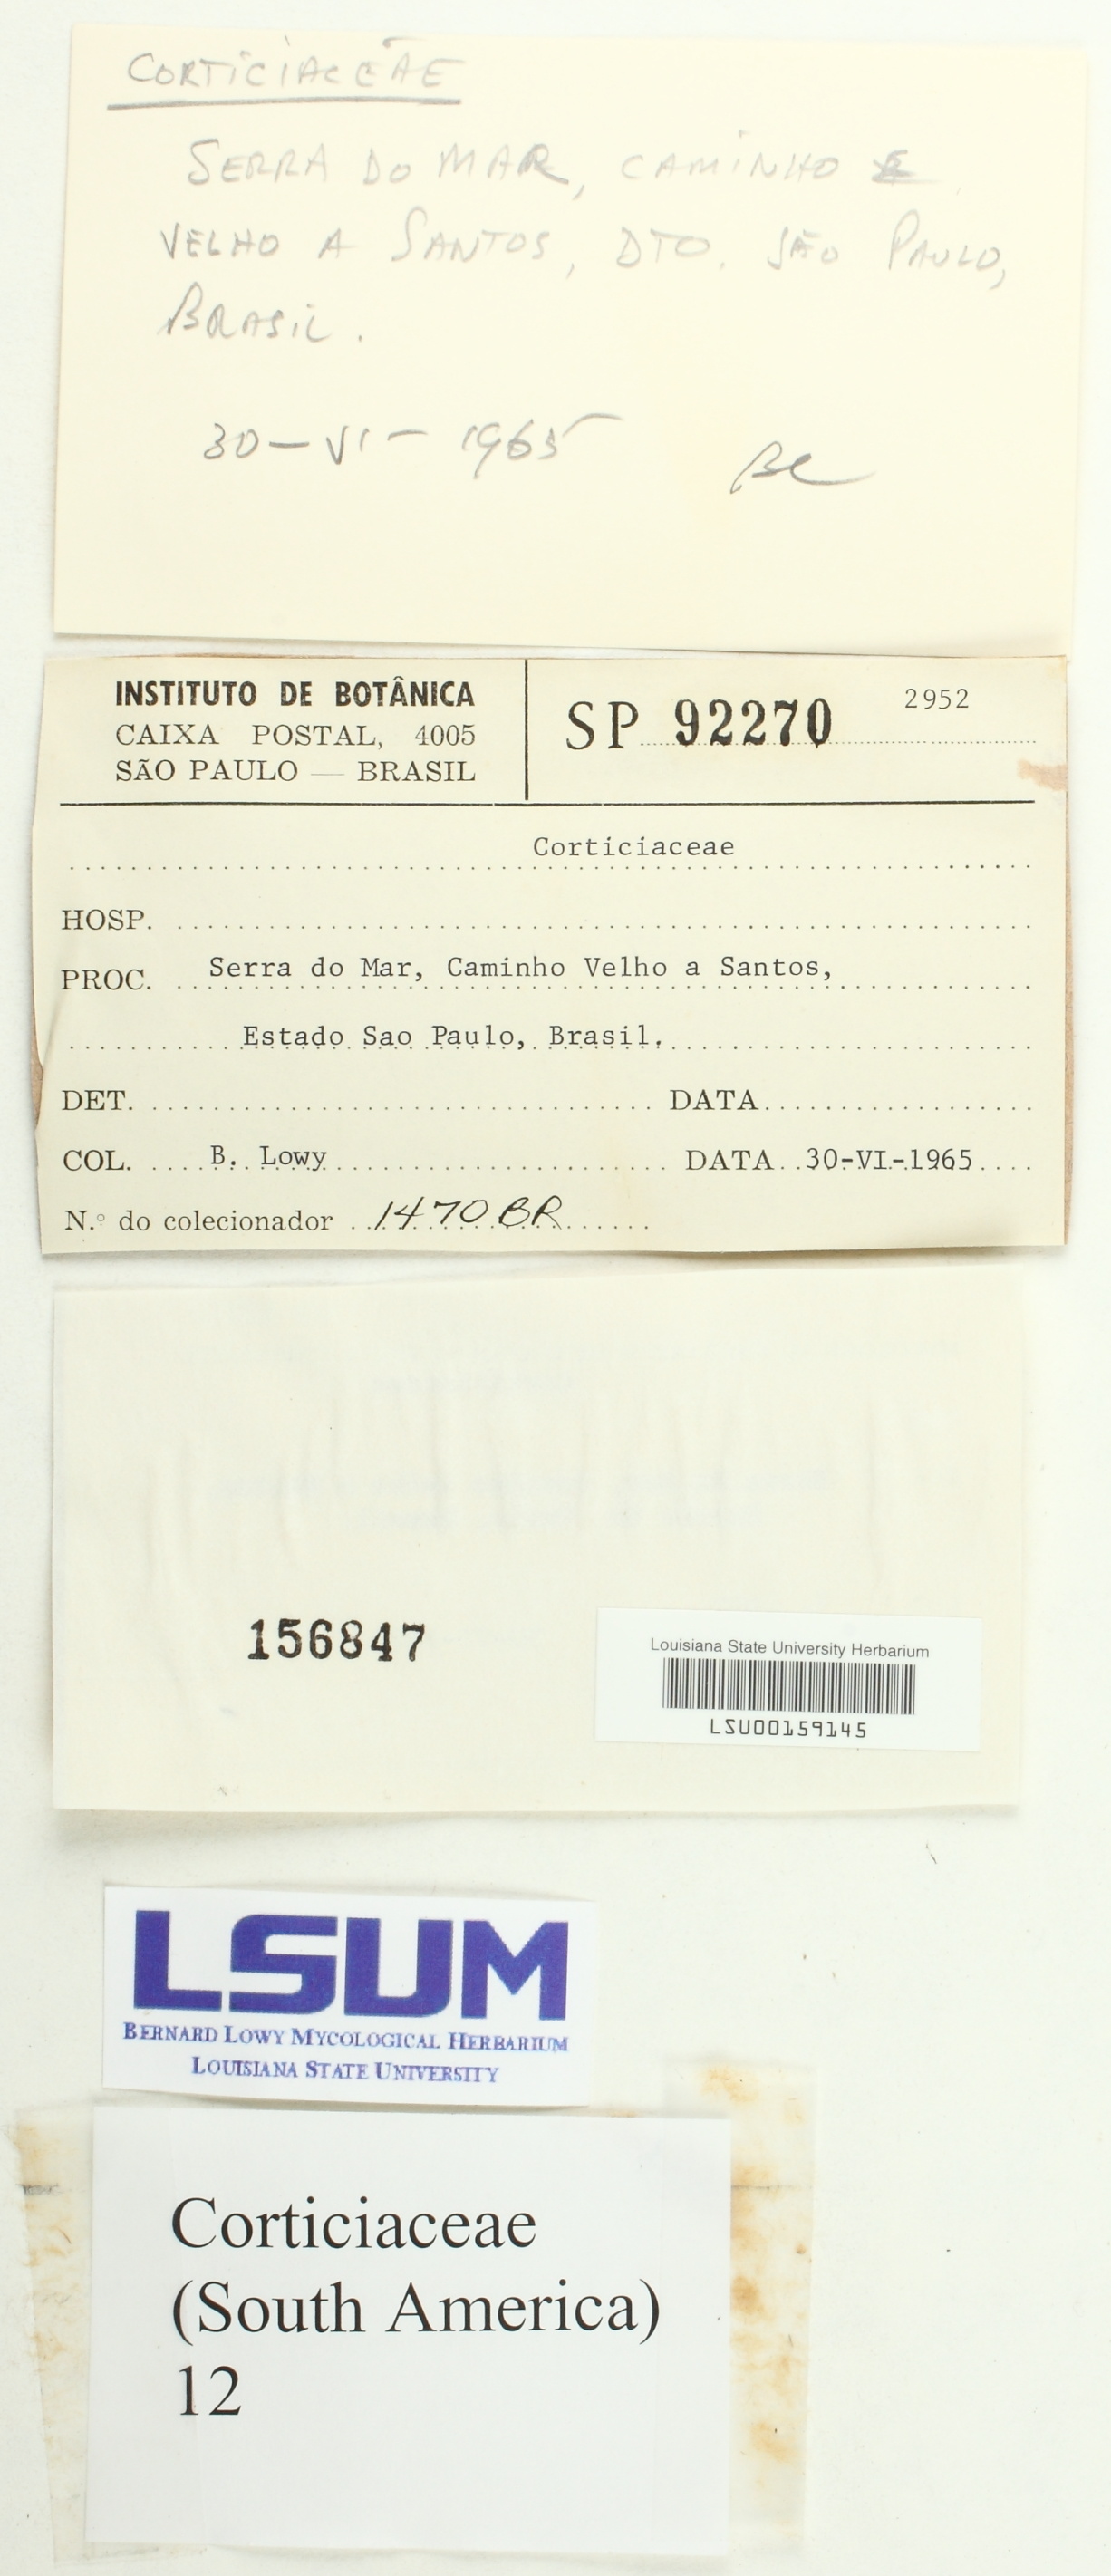 CORTICIACEAE
SERRA DO MAR, CAMINHO
VELHO A SANTOS, DTO. SÃO PAULO,
BRASIL.
30-VI-1965 BL
INSTITUTO DE BOTÂNICA
CAIXA POSTAL, 4005
SÃO PAULO — BRASIL
SP 92270 2952
Corticiaceae
HOSP.
PROC. Serra do Mar, Caminho Velho a Santos,
Estado Sao Paulo, Brasil.
DET. DATA
COL. B. Lowy DATA 30-VI-1965
N.º do colecionador 1470 BR
156847
Louisiana State University Herbarium
LSU00159145
LSUM
BERNARD LOWY MYCOLOGICAL HERBARIUM
LOUISIANA STATE UNIVERSITY
Corticiaceae
(South America)
12